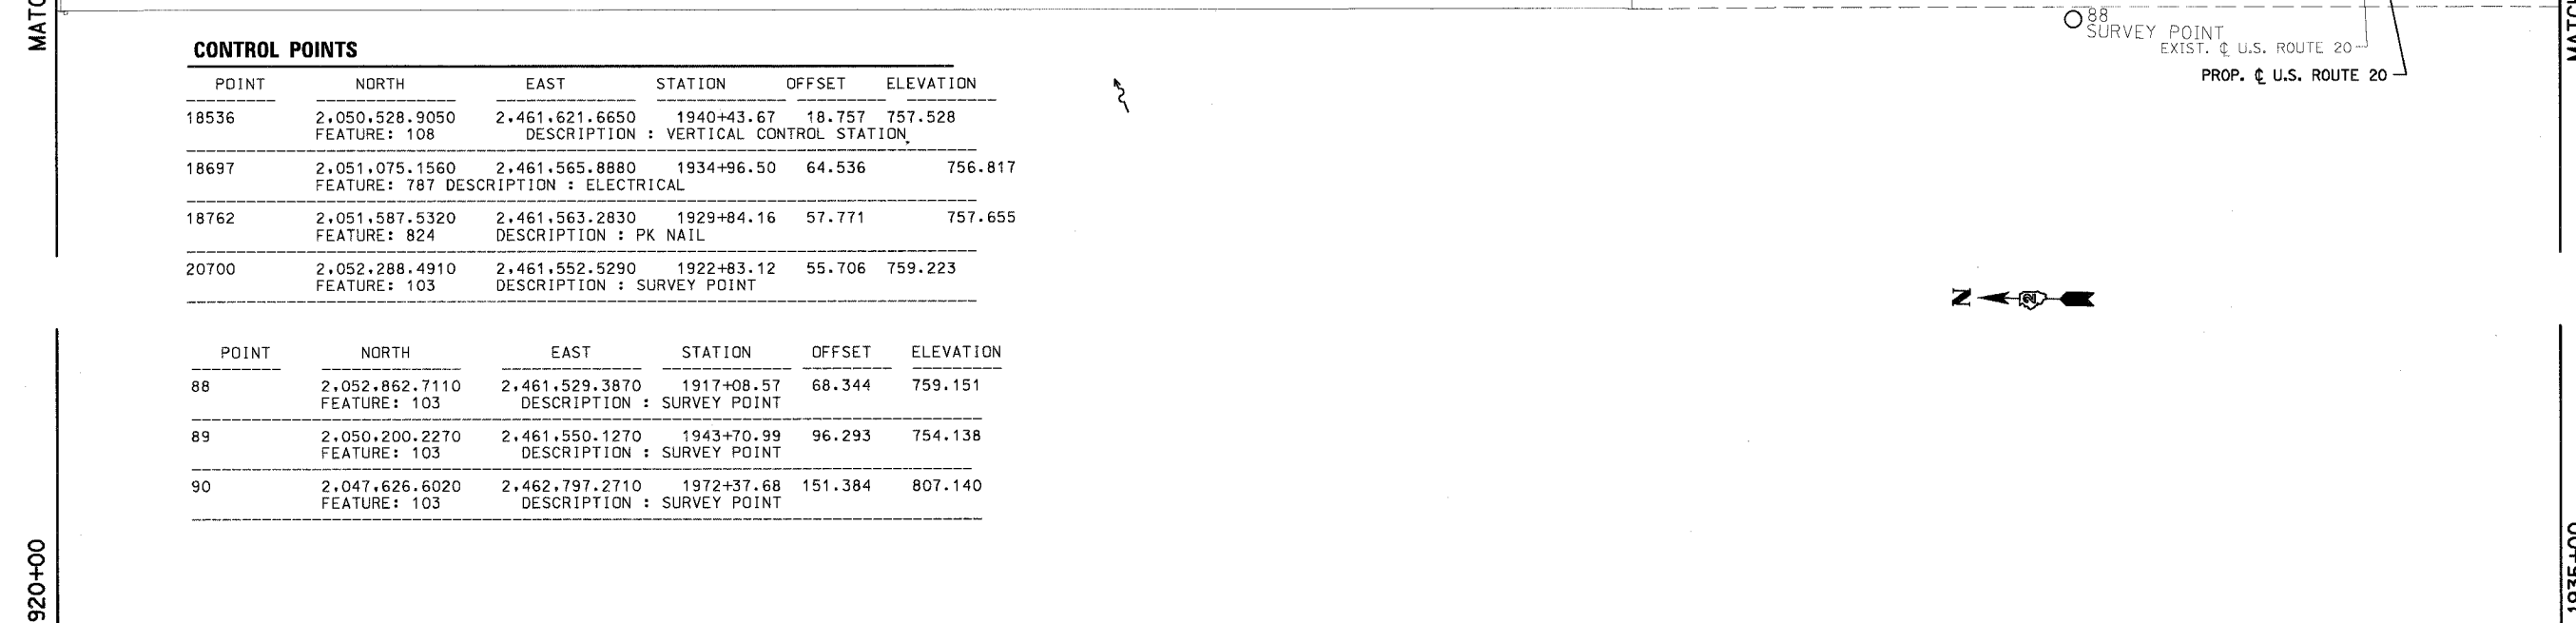 MATC
88
SURVEY POINT
EXIST. ℄ U.S. ROUTE 20
PROP. ℄ U.S. ROUTE 20
CONTROL POINTS
POINT NORTH EAST STATION OFFSET ELEVATION
18536 2,050,528.9050 2,461,621.6650 1940+43.67 18.757 757.528
FEATURE: 108 DESCRIPTION : VERTICAL CONTROL STATION
18697 2,051,075.1560 2,461,565.8880 1934+96.50 64.536 756.817
FEATURE: 787 DESCRIPTION : ELECTRICAL
18762 2,051,587.5320 2,461,563.2830 1929+84.16 57.771 757.655
FEATURE: 824 DESCRIPTION : PK NAIL
20700 2,052,288.4910 2,461,552.5290 1922+83.12 55.706 759.223
FEATURE: 103 DESCRIPTION : SURVEY POINT
N
POINT NORTH EAST STATION OFFSET ELEVATION
88 2,052,862.7110 2,461,529.3870 1917+08.57 68.344 759.151
FEATURE: 103 DESCRIPTION : SURVEY POINT
89 2,050,200.2270 2,461,550.1270 1943+70.99 96.293 754.138
FEATURE: 103 DESCRIPTION : SURVEY POINT
90 2,047,626.6020 2,462,797.2710 1972+37.68 151.384 807.140
FEATURE: 103 DESCRIPTION : SURVEY POINT
920+00
1935+00